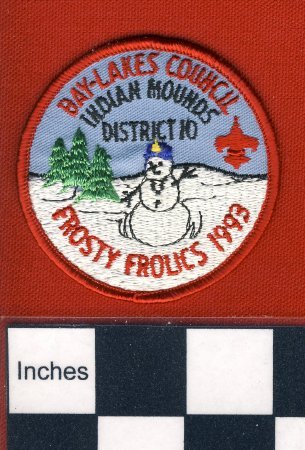 BAY-LAKES COUNCIL
INDIAN MOUNDS
DISTRICT 10
FROSTY FROLICS 1993
Inches